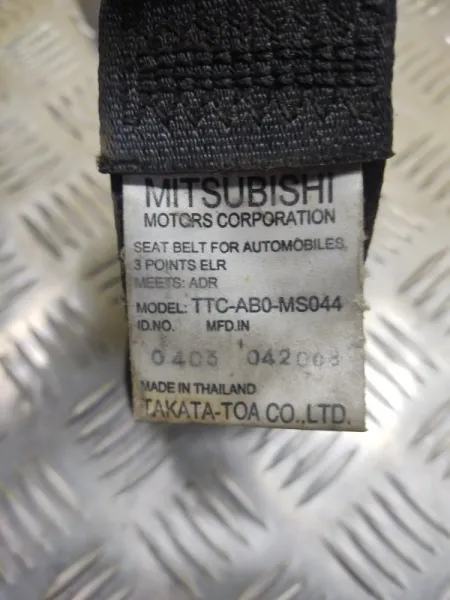 MITSUBISHI
MOTORS CORPORATION
SEAT BELT FOR AUTOMOBILES,
3 POINTS ELR
MEETS: ADR
MODEL: TTC-AB0-MS044
ID.NO. MFD.IN
0403 042008
MADE IN THAILAND
TAKATA-TOA CO.,LTD.